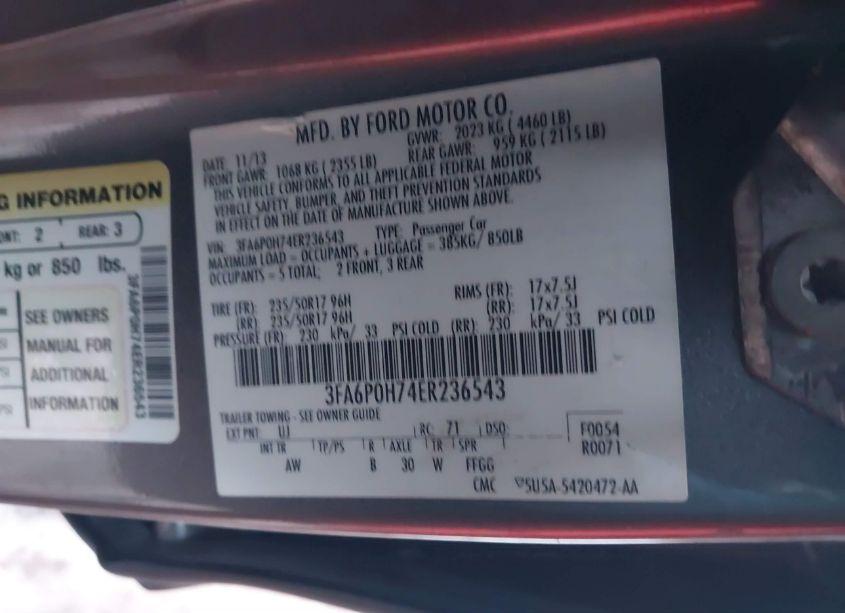 G INFORMATION
NT: 2 REAR: 3
kg or 850 lbs.
SEE OWNERS
MANUAL FOR
ADDITIONAL
INFORMATION
3FA6P0H74ER236543
MFD. BY FORD MOTOR CO.
DATE: 11/13 GVWR: 2023 KG ( 4460 LB)
FRONT GAWR: 1068 KG ( 2355 LB) REAR GAWR: 959 KG ( 2115 LB)
THIS VEHICLE CONFORMS TO ALL APPLICABLE FEDERAL MOTOR
VEHICLE SAFETY, BUMPER, AND THEFT PREVENTION STANDARDS
IN EFFECT ON THE DATE OF MANUFACTURE SHOWN ABOVE.
VIN: 3FA6P0H74ER236543 TYPE: Passenger Car
MAXIMUM LOAD = OCCUPANTS + LUGGAGE = 385KG/ 850LB
OCCUPANTS = 5 TOTAL; 2 FRONT, 3 REAR
TIRE (FR): 235/50R17 96H RIMS (FR): 17x7.5J
(RR): 235/50R17 96H (RR): 17x7.5J
PRESSURE (FR): 230 kPa/ 33 PSI COLD (RR): 230 kPa/ 33 PSI COLD
3FA6P0H74ER236543
TRAILER TOWING - SEE OWNER GUIDE
EXT PNT: UJ RC: 71 DSO: F0054
INT TR TP/PS R AXLE TR SPR R0071
AW B 30 W FFGG
CMC 5U5A-5420472-AA